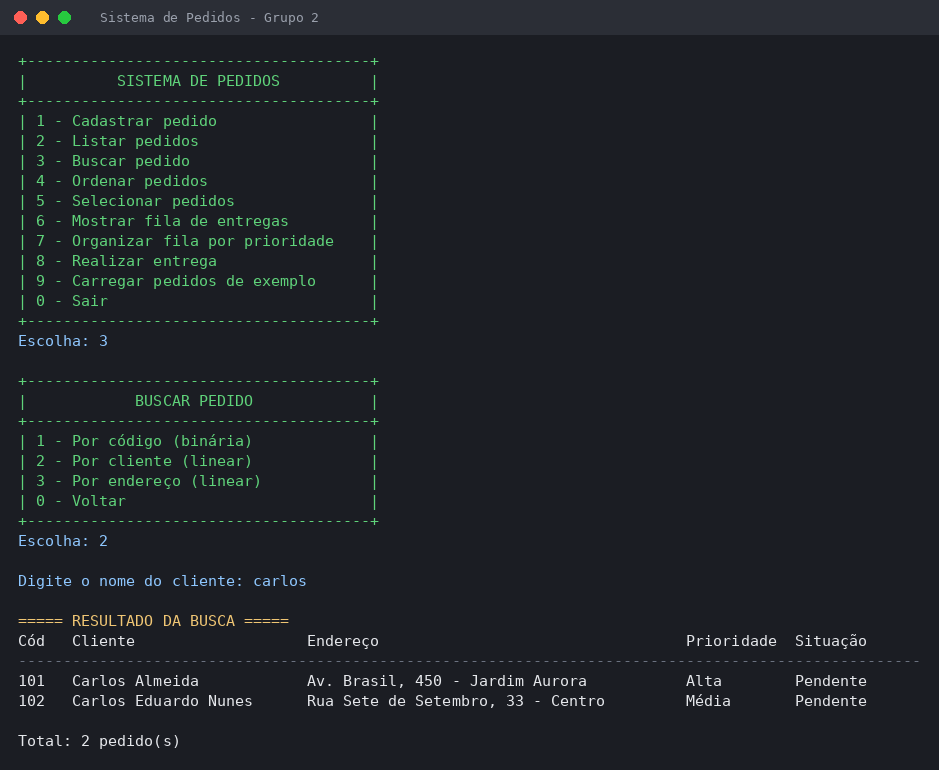 Sistema de Pedidos - Grupo 2
+--------------------------------------+
|          SISTEMA DE PEDIDOS          |
+--------------------------------------+
| 1 - Cadastrar pedido                 |
| 2 - Listar pedidos                   |
| 3 - Buscar pedido                    |
| 4 - Ordenar pedidos                  |
| 5 - Selecionar pedidos               |
| 6 - Mostrar fila de entregas         |
| 7 - Organizar fila por prioridade    |
| 8 - Realizar entrega                 |
| 9 - Carregar pedidos de exemplo      |
| 0 - Sair                             |
+--------------------------------------+
Escolha: 3
+--------------------------------------+
|            BUSCAR PEDIDO             |
+--------------------------------------+
| 1 - Por código (binária)             |
| 2 - Por cliente (linear)             |
| 3 - Por endereço (linear)            |
| 0 - Voltar                           |
+--------------------------------------+
Escolha: 2
Digite o nome do cliente: carlos
===== RESULTADO DA BUSCA =====
Cód   Cliente                   Endereço                                  Prioridade  Situação
----------------------------------------------------------------------------------------------------
101   Carlos Almeida            Av. Brasil, 450 - Jardim Aurora           Alta        Pendente
102   Carlos Eduardo Nunes      Rua Sete de Setembro, 33 - Centro         Média       Pendente
Total: 2 pedido(s)